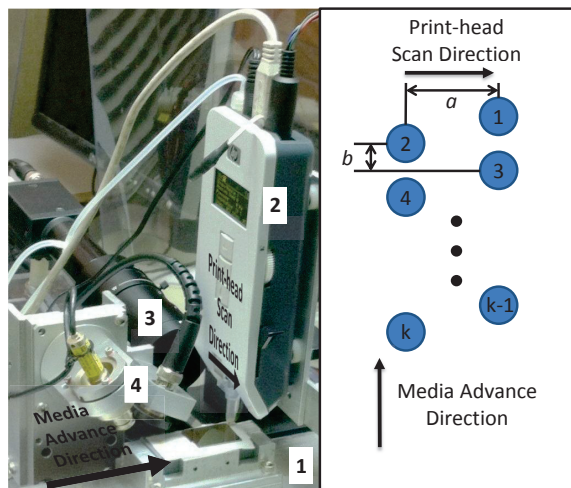 2
Print-head
Scan
Direction
3
4
Media
Advance
Direction
1
Print-head
Scan Direction
a
1
2
b
3
4
k-1
k
Media Advance
Direction